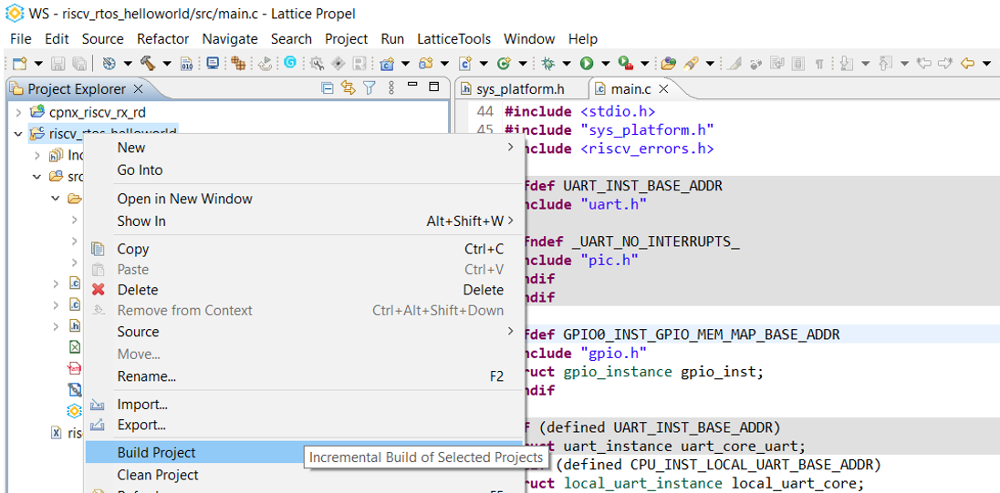 WS - riscv_rtos_helloworld/src/main.c - Lattice Propel
File Edit Source Refactor Navigate Search Project Run LatticeTools Window Help
Project Explorer
cpnx_riscv_rx_rd
riscv_rtos_helloworld
Inc
src
ris
New
Go Into
Open in New Window
Show In Alt+Shift+W
Copy Ctrl+C
Paste Ctrl+V
Delete Delete
Remove from Context Ctrl+Alt+Shift+Down
Source
Move...
Rename... F2
Import...
Export...
Build Project
Incremental Build of Selected Projects
Clean Project
sys_platform.h main.c
44 #include <stdio.h>
45 #include "sys_platform.h"
include <riscv_errors.h>
fdef UART_INST_BASE_ADDR
nclude "uart.h"
fndef _UART_NO_INTERRUPTS_
nclude "pic.h"
ndif
ndif
fdef GPIO0_INST_GPIO_MEM_MAP_BASE_ADDR
nclude "gpio.h"
ruct gpio_instance gpio_inst;
ndif
f (defined UART_INST_BASE_ADDR)
ruct uart_instance uart_core_uart;
f (defined CPU_INST_LOCAL_UART_BASE_ADDR)
ruct local_uart_instance local_uart_core;